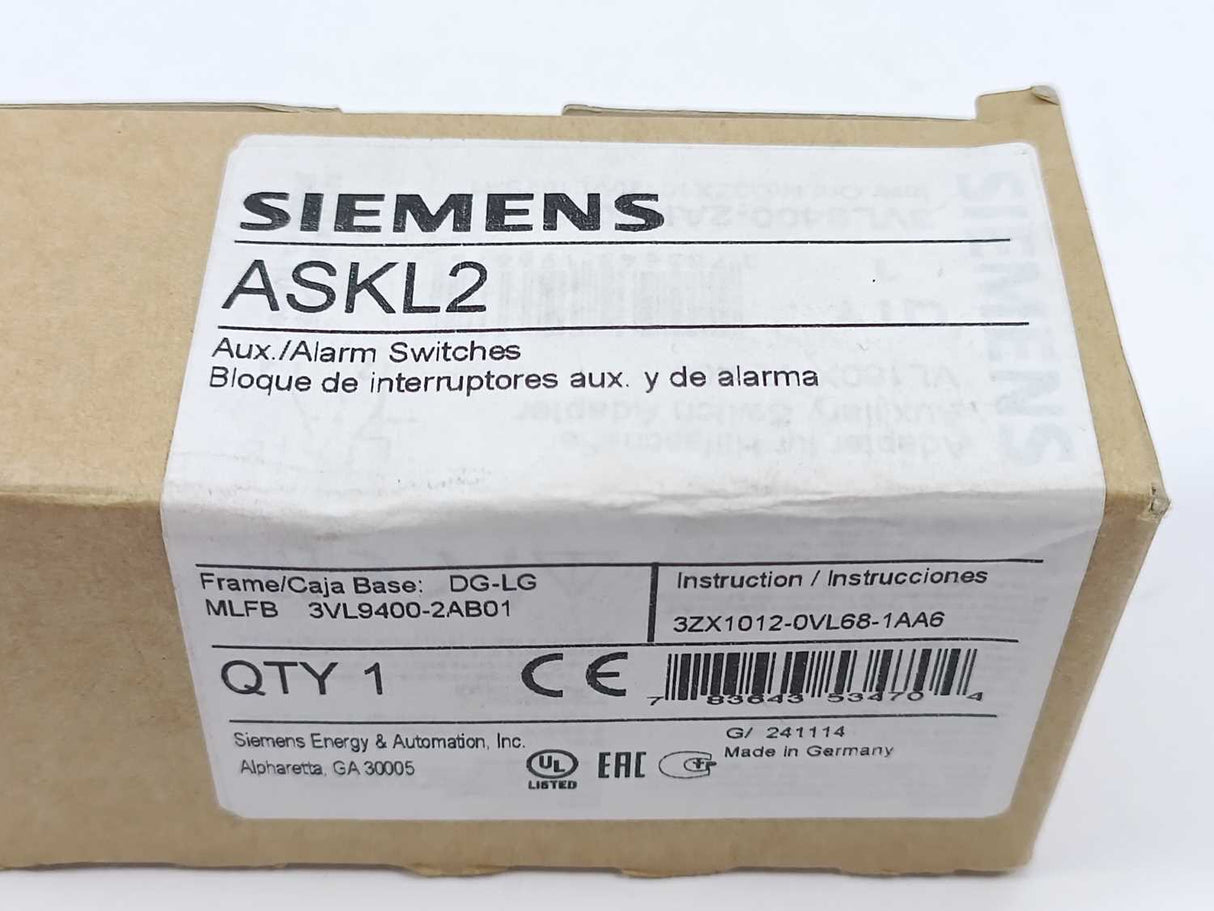 SIEMENS
ASKL2
Aux./Alarm Switches
Bloque de interruptores aux. y de alarma
Frame/Caja Base: DG-LG
MLFB 3VL9400-2AB01
Instruction / Instrucciones
3ZX1012-0VL68-1AA6
QTY 1
CE
7 83643 53470 4
Siemens Energy & Automation, Inc.
Alpharetta, GA 30005
UL
LISTED
EAC
G/ 241114
Made in Germany